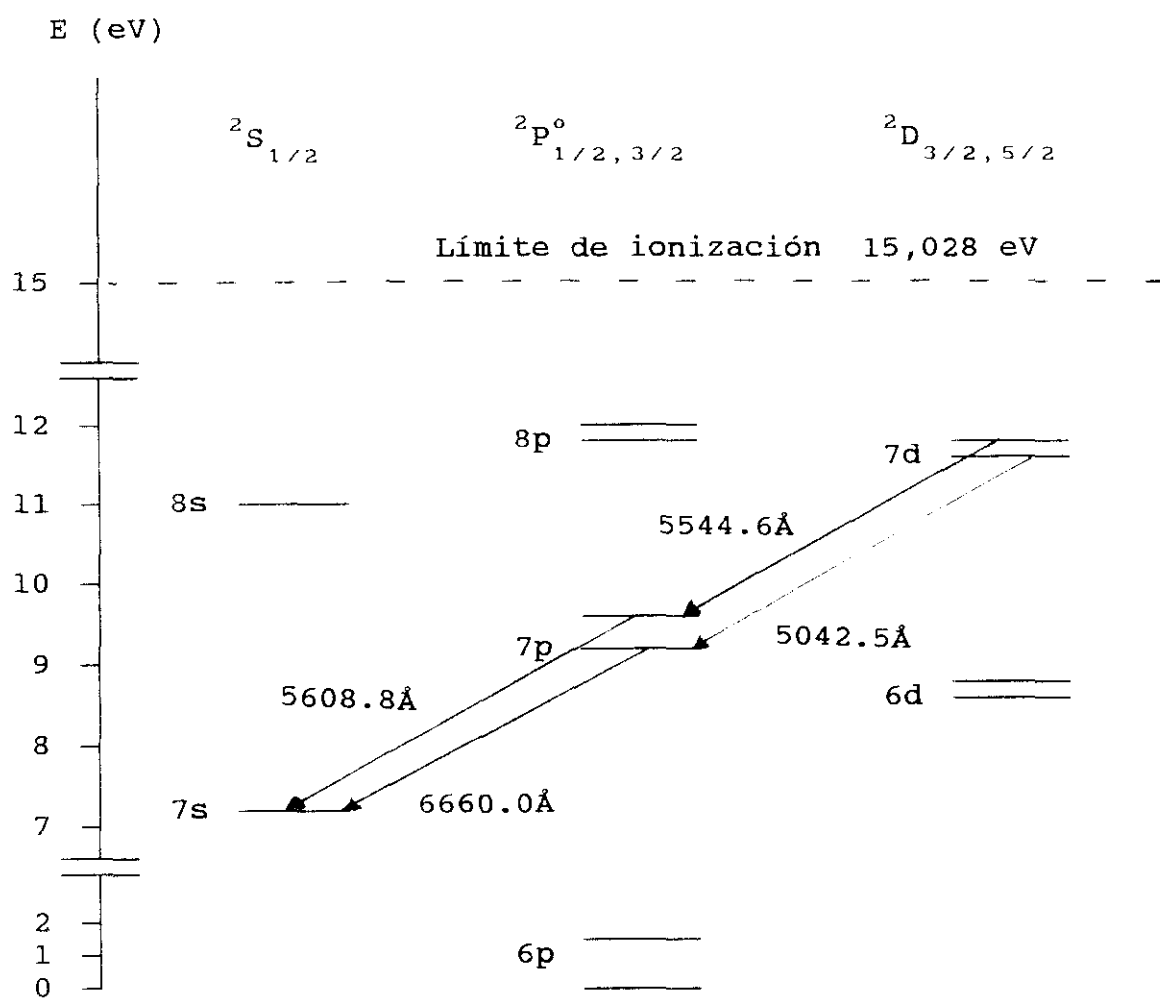 E (eV)
²S₁/₂ ²P°₁/₂,₃/₂ ²D₃/₂,₅/₂
Límite de ionización 15,028 eV
15
12
8p
7d
8s
11
5544.6Å
10
7p
5042.5Å
9
5608.8Å
6d
8
7s
6660.0Å
7
2
1
6p
0